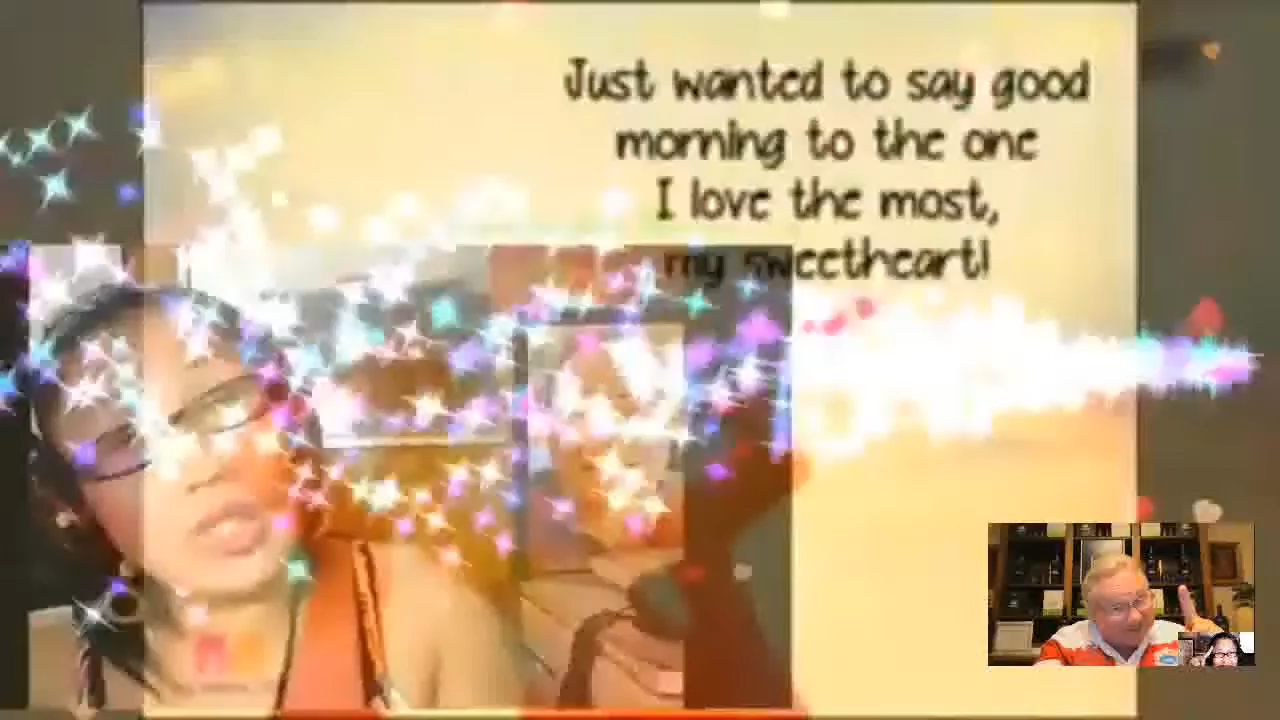 Just wanted to say good
morning to the one
I love the most,
my sweetheart!